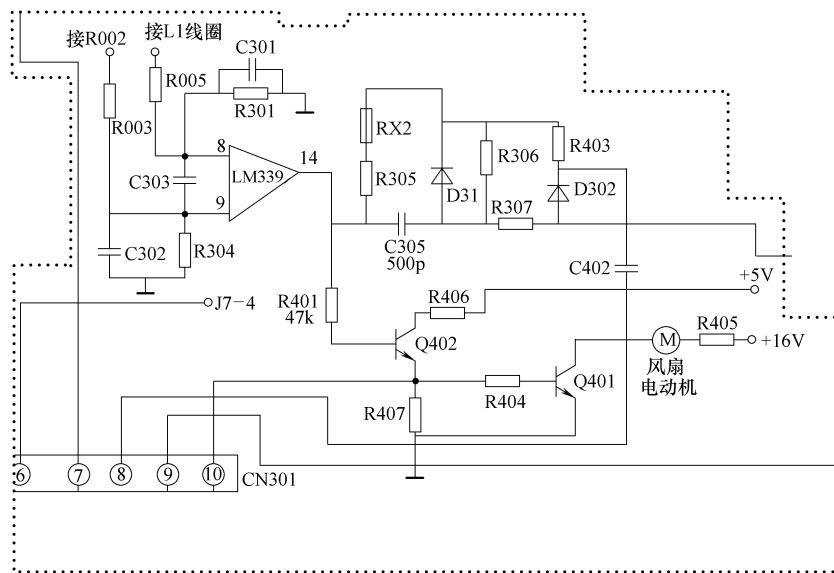 接R002
接L1线圈
C301
R005
R301
R003
RX2
R306
R403
8
14
C303
LM339
R305
D31
D302
9
R307
C302
R304
C305
500p
C402
+5V
J7-4
R401
47k
R406
Q402
R405
M
+16V
风扇
电动机
Q401
R404
R407
⑥
⑦
⑧
⑨
⑩
CN301